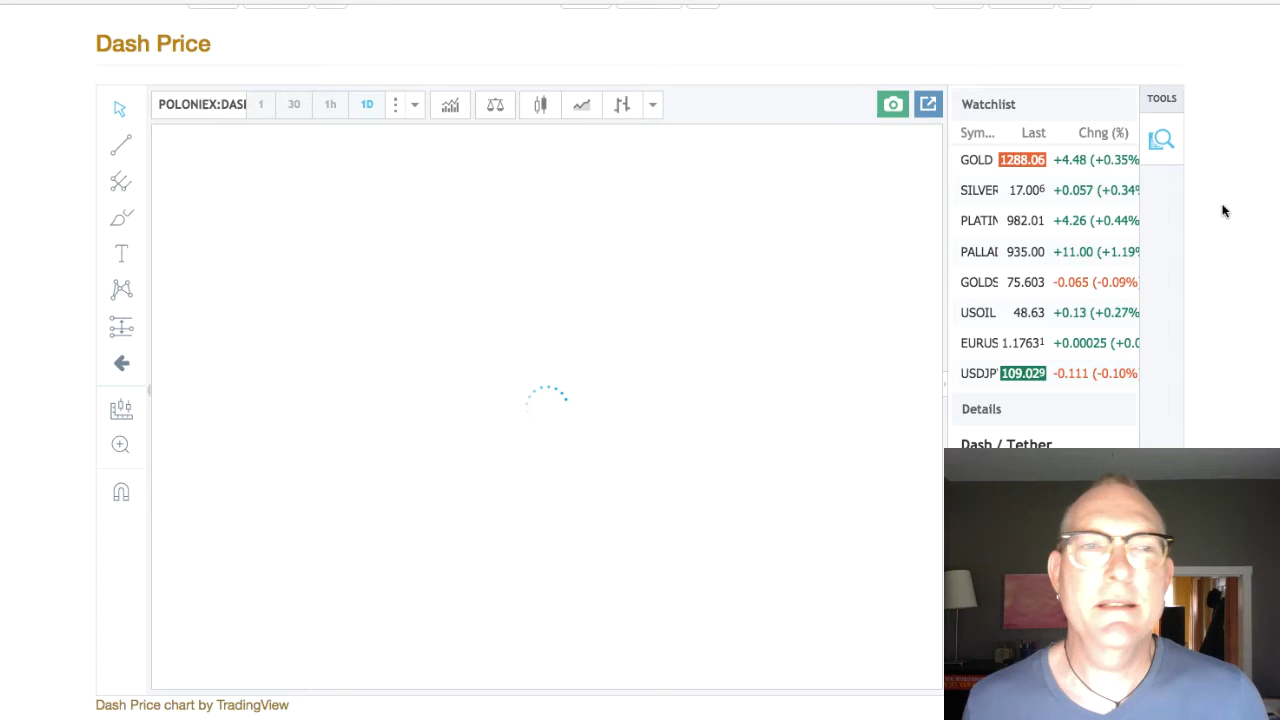 Dash Price
POLONIEX:DASH
1
30
1h
1D
Watchlist
TOOLS
Sym... Last Chng (%)
GOLD 1288.06 +4.48 (+0.35%
SILVER 17.006 +0.057 (+0.34%
PLATIN 982.01 +4.26 (+0.44%
PALLAI 935.00 +11.00 (+1.19%
GOLDS 75.603 -0.065 (-0.09%)
USOIL 48.63 +0.13 (+0.27%
EURUS 1.17631 +0.00025 (+0.0
USDJP 109.029 -0.111 (-0.10%)
Details
Dash / Tether
T
Dash Price chart by TradingView